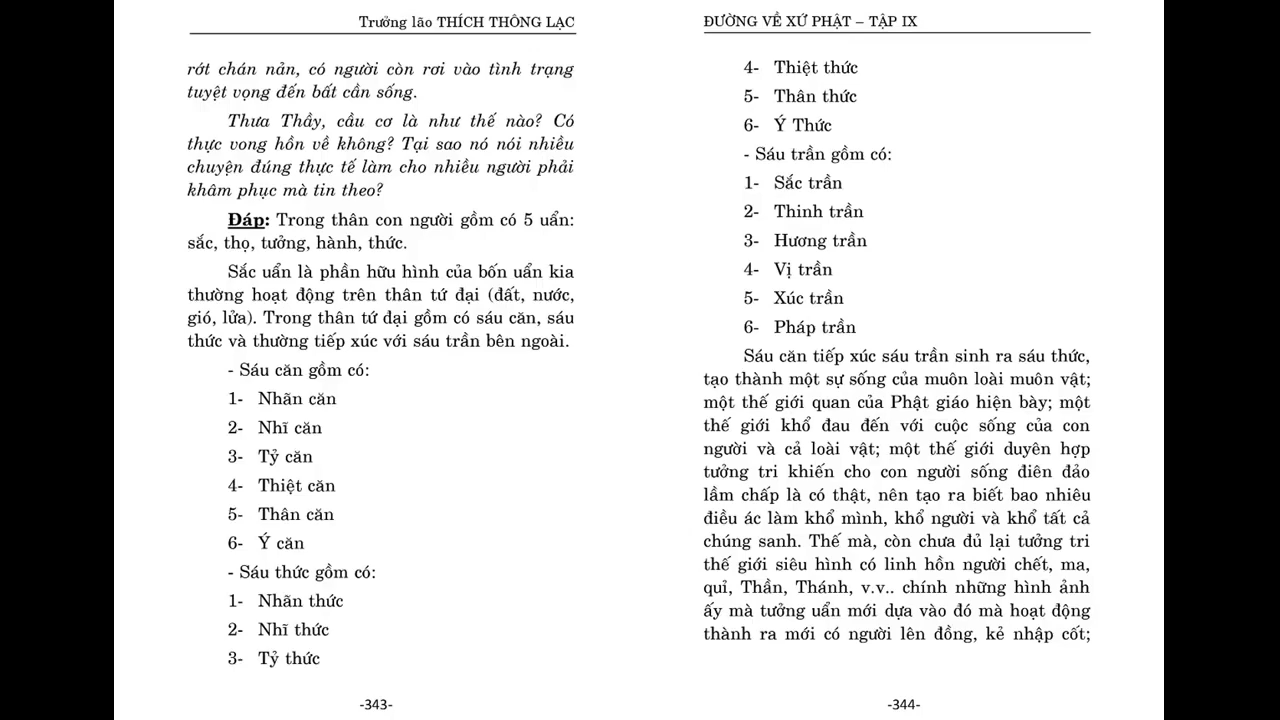 Trưởng lão THÍCH THÔNG LẠC
rớt chán nản, có người còn rơi vào tình trạng
tuyệt vọng đến bất cần sống.
Thưa Thầy, cầu cơ là như thế nào? Có
thực vong hồn về không? Tại sao nó nói nhiều
chuyện đúng thực tế làm cho nhiều người phải
khâm phục mà tin theo?
Đáp: Trong thân con người gồm có 5 uẩn:
sắc, thọ, tưởng, hành, thức.
Sắc uẩn là phần hữu hình của bốn uẩn kia
thường hoạt động trên thân tứ đại (đất, nước,
gió, lửa). Trong thân tứ đại gồm có sáu căn, sáu
thức và thường tiếp xúc với sáu trần bên ngoài.
- Sáu căn gồm có:
1- Nhãn căn
2- Nhĩ căn
3- Tỷ căn
4- Thiệt căn
5- Thân căn
6- Ý căn
- Sáu thức gồm có:
1- Nhãn thức
2- Nhĩ thức
3- Tỷ thức
-343-
ĐƯỜNG VỀ XỨ PHẬT – TẬP IX
4- Thiệt thức
5- Thân thức
6- Ý Thức
- Sáu trần gồm có:
1- Sắc trần
2- Thinh trần
3- Hương trần
4- Vị trần
5- Xúc trần
6- Pháp trần
Sáu căn tiếp xúc sáu trần sinh ra sáu thức,
tạo thành một sự sống của muôn loài muôn vật;
một thế giới quan của Phật giáo hiện bày; một
thế giới khổ đau đến với cuộc sống của con
người và cả loài vật; một thế giới duyên hợp
tưởng tri khiến cho con người sống điên đảo
lầm chấp là có thật, nên tạo ra biết bao nhiêu
điều ác làm khổ mình, khổ người và khổ tất cả
chúng sanh. Thế mà, còn chưa đủ lại tưởng tri
thế giới siêu hình có linh hồn người chết, ma,
quỉ, Thần, Thánh, v.v.. chính những hình ảnh
ấy mà tưởng uẩn mới dựa vào đó mà hoạt động
thành ra mới có người lên đồng, kẻ nhập cốt;
-344-